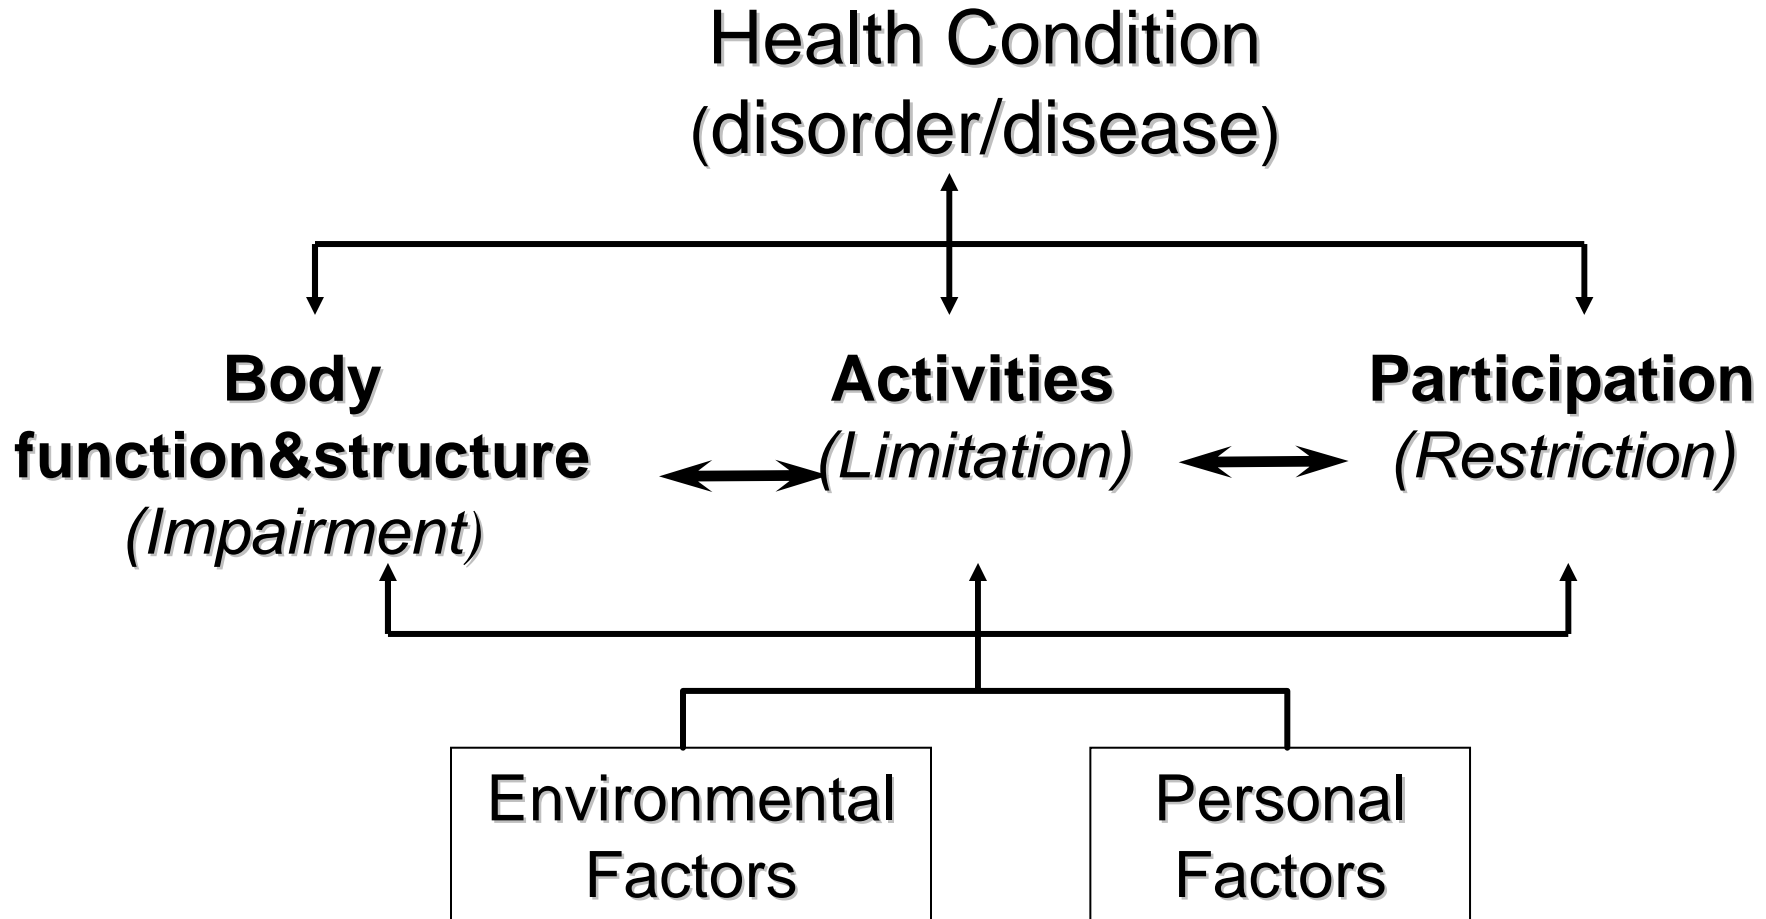 Health Condition
(disorder/disease)
Body
function&structure
(Impairment)
Activities
(Limitation)
Participation
(Restriction)
Environmental
Factors
Personal
Factors